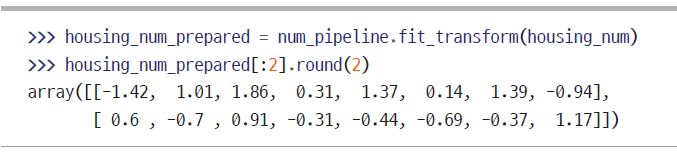 >>> housing_num_prepared = num_pipeline.fit_transform(housing_num)
>>> housing_num_prepared[:2].round(2)
array([[-1.42,  1.01, 1.86,  0.31,  1.37,  0.14,  1.39, -0.94],
       [ 0.6 , -0.7 , 0.91, -0.31, -0.44, -0.69, -0.37,  1.17]])